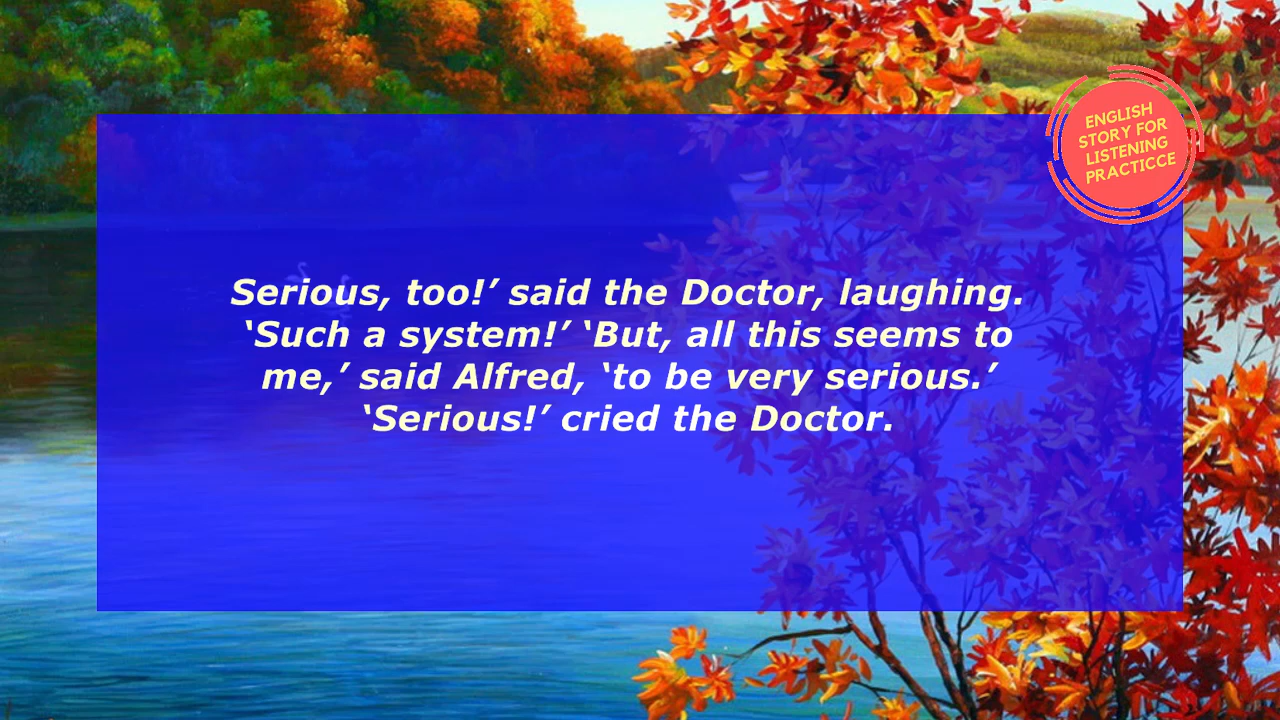 ENGLISH
STORY FOR
LISTENING
PRACTICCE
Serious, too!’ said the Doctor, laughing.
‘Such a system!’ ‘But, all this seems to
me,’ said Alfred, ‘to be very serious.’
‘Serious!’ cried the Doctor.